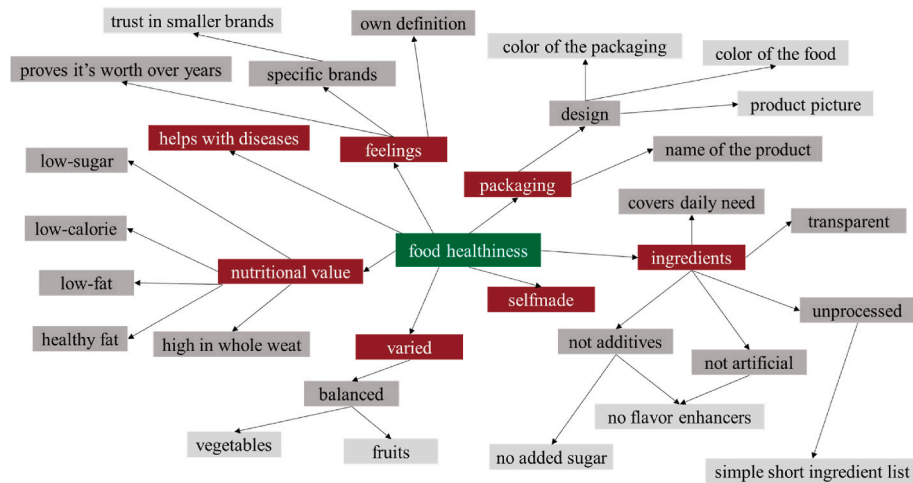 trust in smaller brands
own definition
color of the packaging
color of the food
proves it's worth over years
specific brands
design
product picture
helps with diseases
feelings
name of the product
low-sugar
packaging
covers daily need
transparent
low-calorie
food healthiness
ingredients
nutritional value
low-fat
selfmade
unprocessed
healthy fat
high in whole weat
varied
not additives
not artificial
balanced
no flavor enhancers
vegetables
fruits
no added sugar
simple short ingredient list